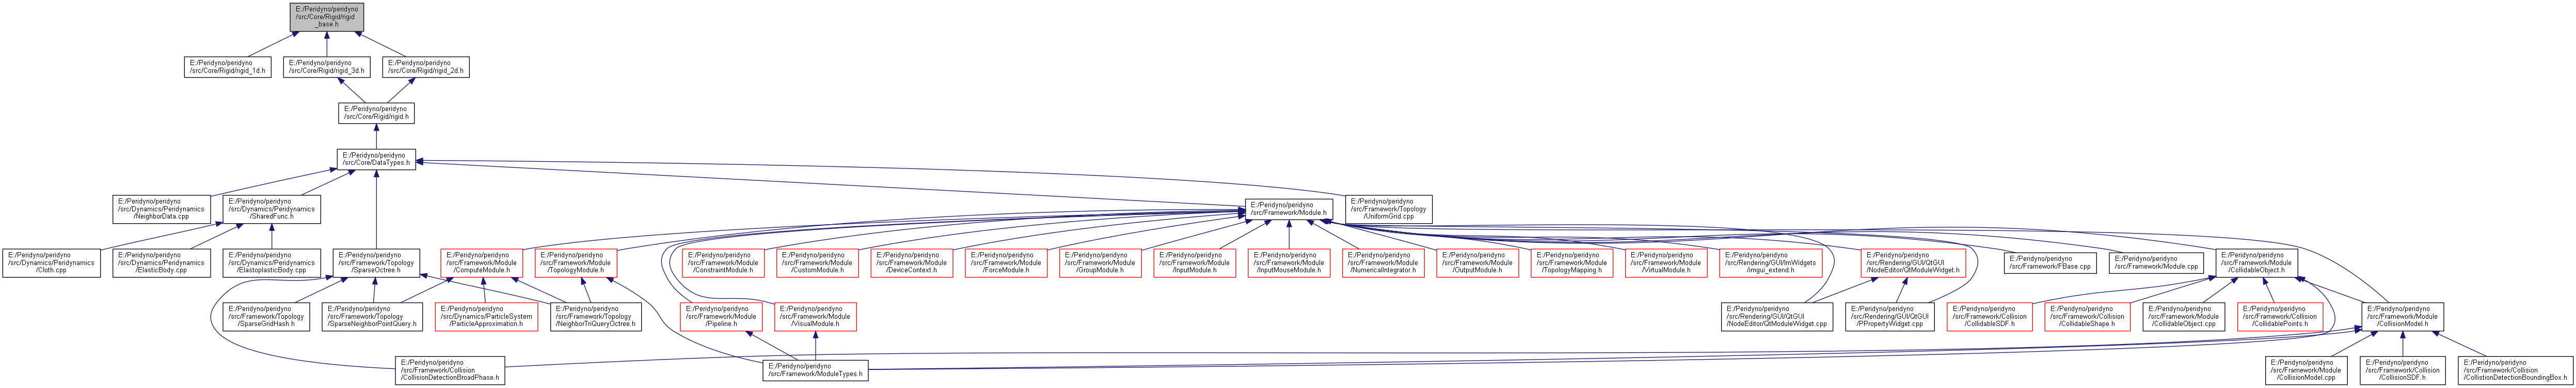 E:/Peridyno/peridyno
/src/Core/Rigid/rigid
_base.h
E:/Peridyno/peridyno
/src/Core/Rigid/rigid_1d.h
E:/Peridyno/peridyno
/src/Core/Rigid/rigid_3d.h
E:/Peridyno/peridyno
/src/Core/Rigid/rigid_2d.h
E:/Peridyno/peridyno
/src/Core/Rigid/rigid.h
E:/Peridyno/peridyno
/src/Core/DataTypes.h
E:/Peridyno/peridyno
/src/Dynamics/Peridynamics
/NeighborData.cpp
E:/Peridyno/peridyno
/src/Dynamics/Peridynamics
/SharedFunc.h
E:/Peridyno/peridyno
/src/Framework/Module.h
E:/Peridyno/peridyno
/src/Framework/Topology
/UniformGrid.cpp
E:/Peridyno/peridyno
/src/Dynamics/Peridynamics
/Cloth.cpp
E:/Peridyno/peridyno
/src/Dynamics/Peridynamics
/ElasticBody.cpp
E:/Peridyno/peridyno
/src/Dynamics/Peridynamics
/ElastoplasticBody.cpp
E:/Peridyno/peridyno
/src/Framework/Topology
/SparseOctree.h
E:/Peridyno/peridyno
/src/Framework/Module
/ComputeModule.h
E:/Peridyno/peridyno
/src/Framework/Module
/TopologyModule.h
E:/Peridyno/peridyno
/src/Framework/Module
/ConstraintModule.h
E:/Peridyno/peridyno
/src/Framework/Module
/CustomModule.h
E:/Peridyno/peridyno
/src/Framework/Module
/DeviceContext.h
E:/Peridyno/peridyno
/src/Framework/Module
/ForceModule.h
E:/Peridyno/peridyno
/src/Framework/Module
/GroupModule.h
E:/Peridyno/peridyno
/src/Framework/Module
/InputModule.h
E:/Peridyno/peridyno
/src/Framework/Module
/InputMouseModule.h
E:/Peridyno/peridyno
/src/Framework/Module
/NumericalIntegrator.h
E:/Peridyno/peridyno
/src/Framework/Module
/OutputModule.h
E:/Peridyno/peridyno
/src/Framework/Module
/TopologyMapping.h
E:/Peridyno/peridyno
/src/Framework/Module
/VirtualModule.h
E:/Peridyno/peridyno
/src/Rendering/GUI/ImWidgets
/imgui_extend.h
E:/Peridyno/peridyno
/src/Rendering/GUI/QtGUI
/NodeEditor/QtModuleWidget.h
E:/Peridyno/peridyno
/src/Framework/FBase.cpp
E:/Peridyno/peridyno
/src/Framework/Module.cpp
E:/Peridyno/peridyno
/src/Framework/Module
/CollidableObject.h
E:/Peridyno/peridyno
/src/Framework/Topology
/SparseGridHash.h
E:/Peridyno/peridyno
/src/Framework/Topology
/SparseNeighborPointQuery.h
E:/Peridyno/peridyno
/src/Dynamics/ParticleSystem
/ParticleApproximation.h
E:/Peridyno/peridyno
/src/Framework/Topology
/NeighborTriQueryOctree.h
E:/Peridyno/peridyno
/src/Framework/Module
/Pipeline.h
E:/Peridyno/peridyno
/src/Framework/Module
/VisualModule.h
E:/Peridyno/peridyno
/src/Rendering/GUI/QtGUI
/NodeEditor/QtModuleWidget.cpp
E:/Peridyno/peridyno
/src/Rendering/GUI/QtGUI
/PPropertyWidget.cpp
E:/Peridyno/peridyno
/src/Framework/Collision
/CollidableSDF.h
E:/Peridyno/peridyno
/src/Framework/Collision
/CollidableShape.h
E:/Peridyno/peridyno
/src/Framework/Module
/CollidableObject.cpp
E:/Peridyno/peridyno
/src/Framework/Collision
/CollidablePoints.h
E:/Peridyno/peridyno
/src/Framework/Module
/CollisionModel.h
E:/Peridyno/peridyno
/src/Framework/Collision
/CollisionDetectionBroadPhase.h
E:/Peridyno/peridyno
/src/Framework/ModuleTypes.h
E:/Peridyno/peridyno
/src/Framework/Module
/CollisionModel.cpp
E:/Peridyno/peridyno
/src/Framework/Collision
/CollisionSDF.h
E:/Peridyno/peridyno
/src/Framework/Collision
/CollistionDetectionBoundingBox.h